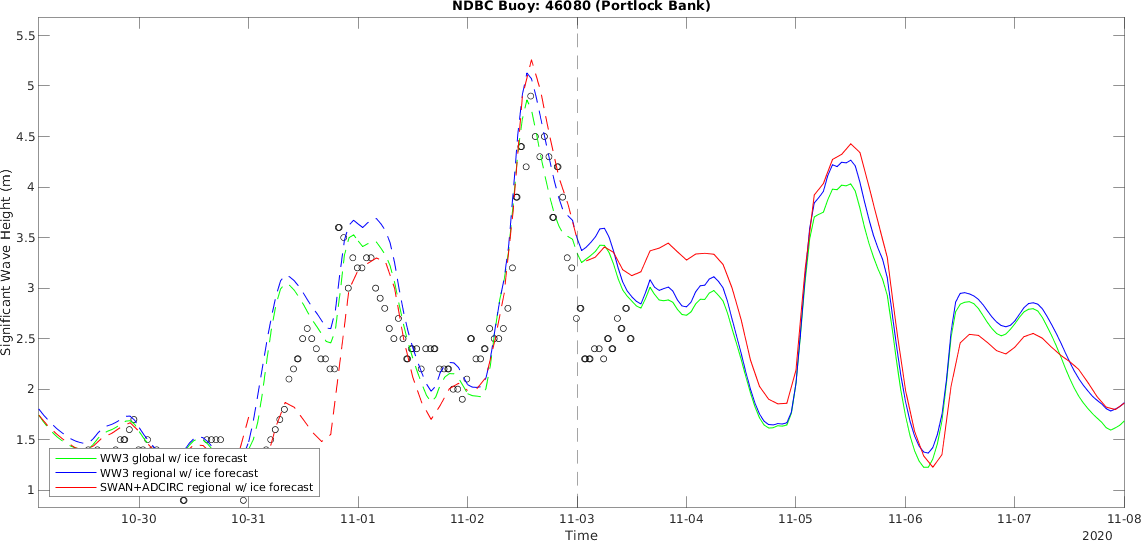 NDBC Buoy: 46080 (Portlock Bank)
5.5
5
4.5
4
3.5
3
2.5
2
1.5
1
Significant Wave Height (m)
WW3 global w/ ice forecast
WW3 regional w/ ice forecast
SWAN+ADCIRC regional w/ ice forecast
10-30 10-31 11-01 11-02 11-03 11-04 11-05 11-06 11-07 11-08
Time 2020